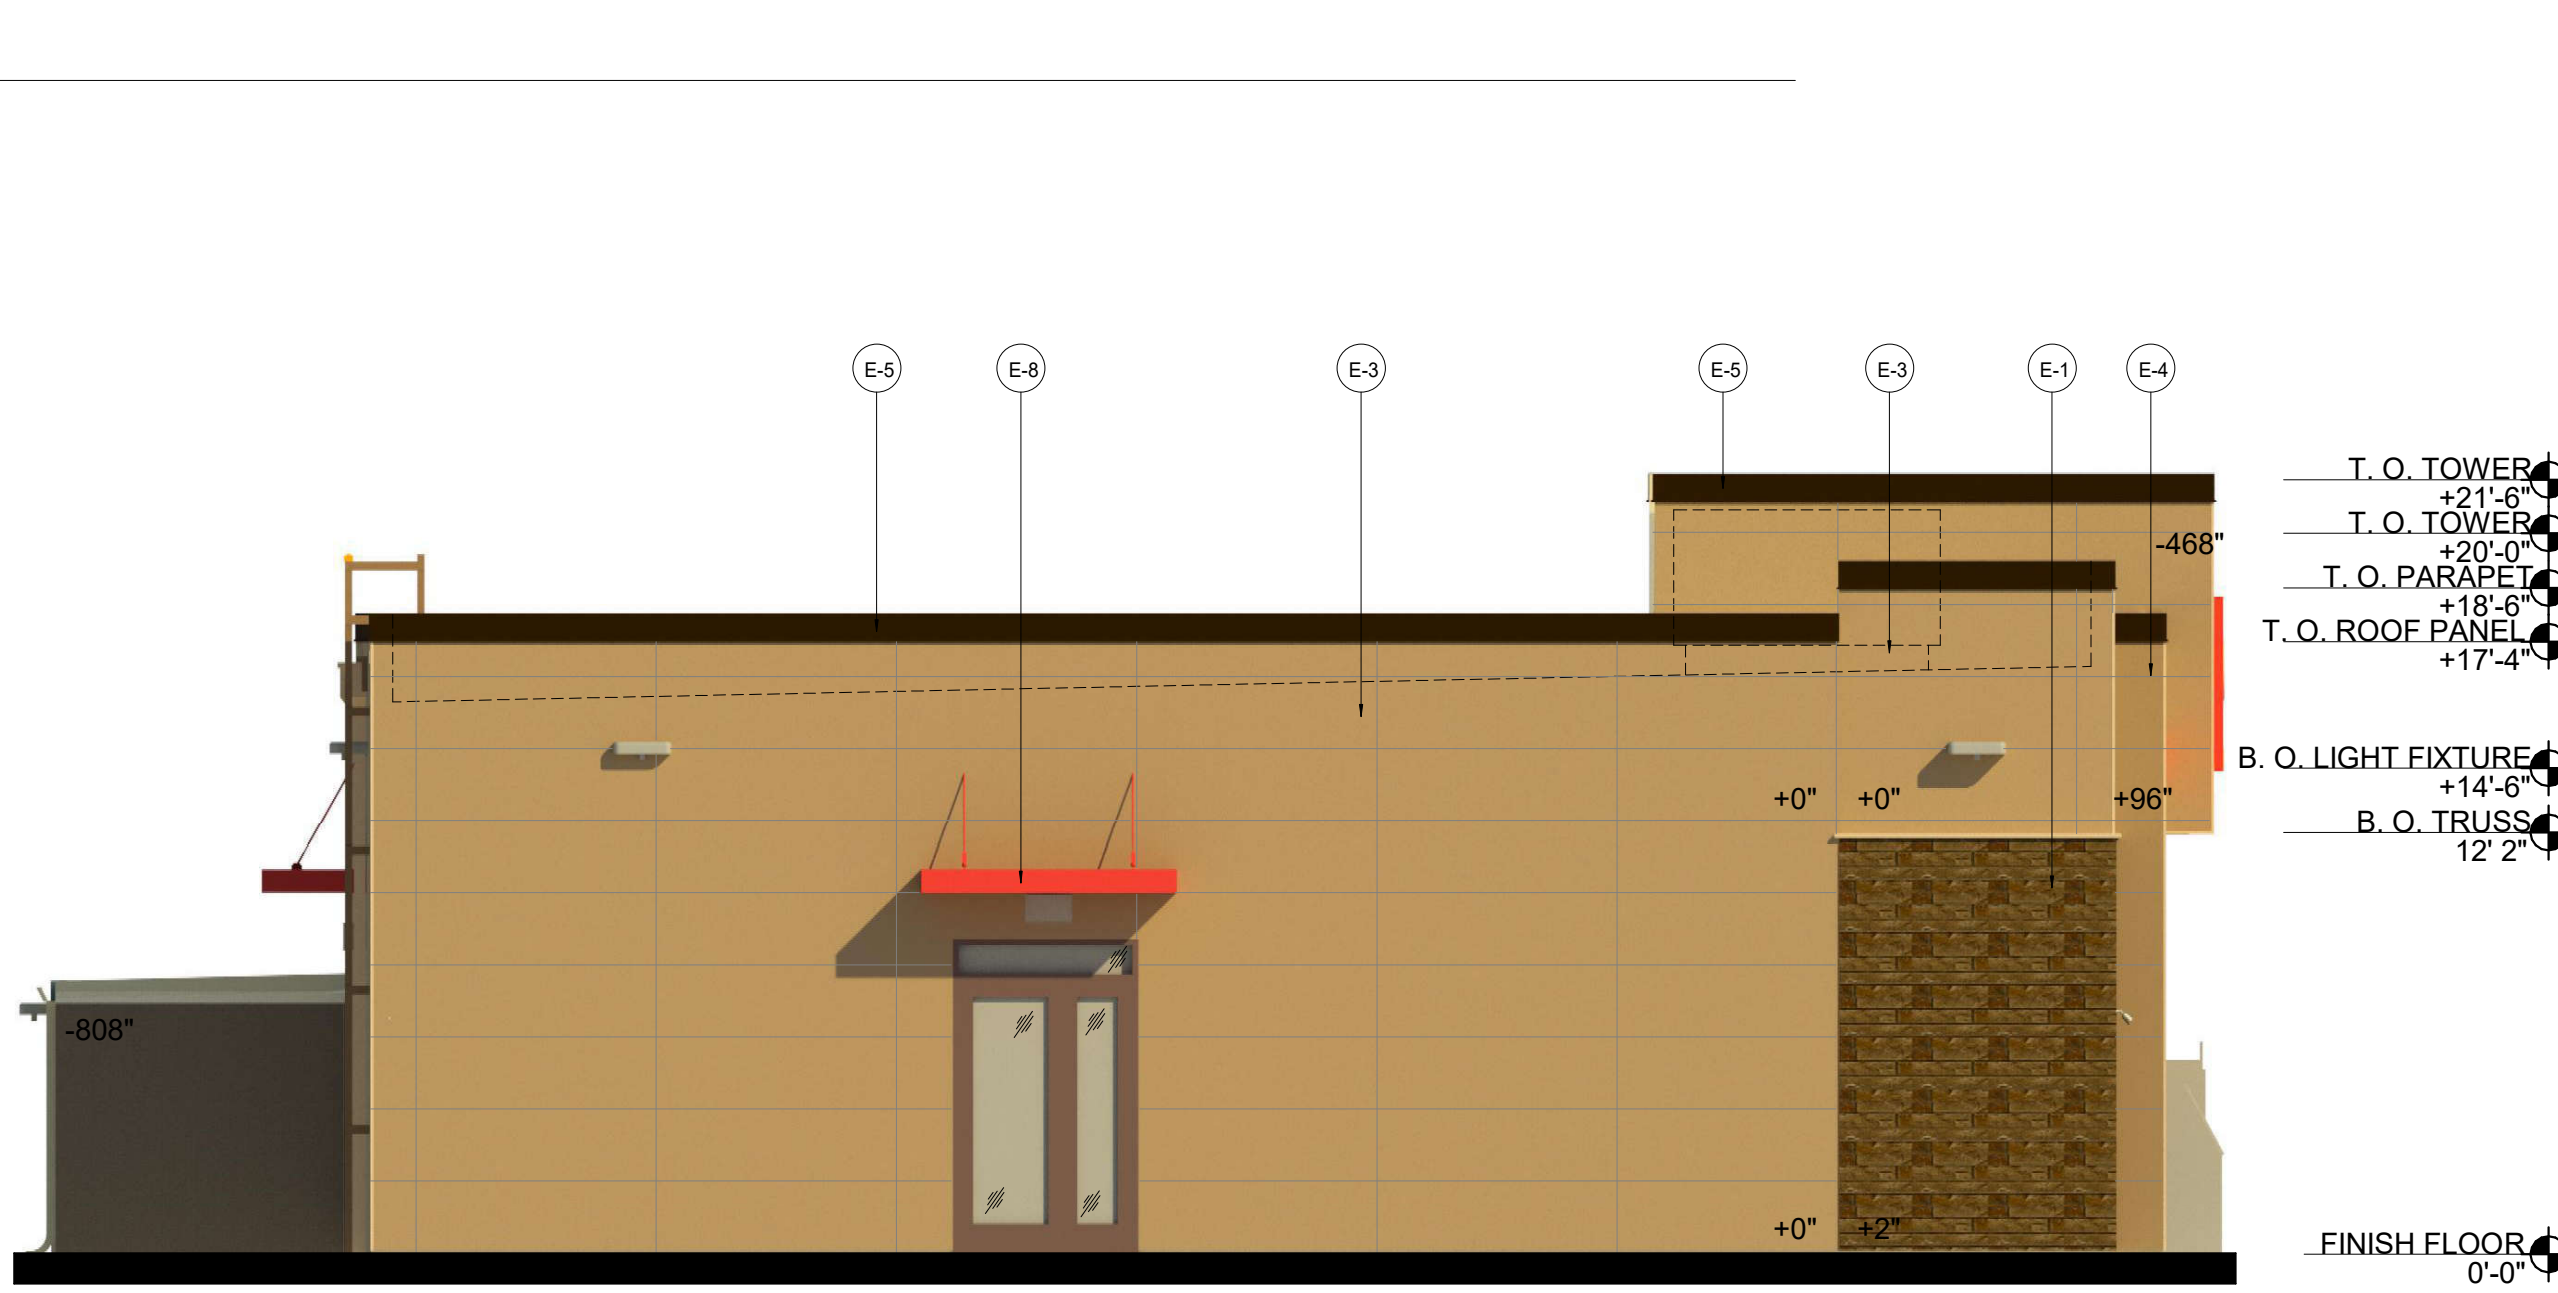 E-5
E-8
E-3
E-5
E-3
E-1
E-4
T. O. TOWER
+21'-6"
T. O. TOWER
+20'-0"
-468"
T. O. PARAPET
+18'-6"
T. O. ROOF PANEL
+17'-4"
B. O. LIGHT FIXTURE
+14'-6"
+0"
+0"
+96"
B. O. TRUSS
12' 2"
-808"
+0"
+2"
FINISH FLOOR
0'-0"